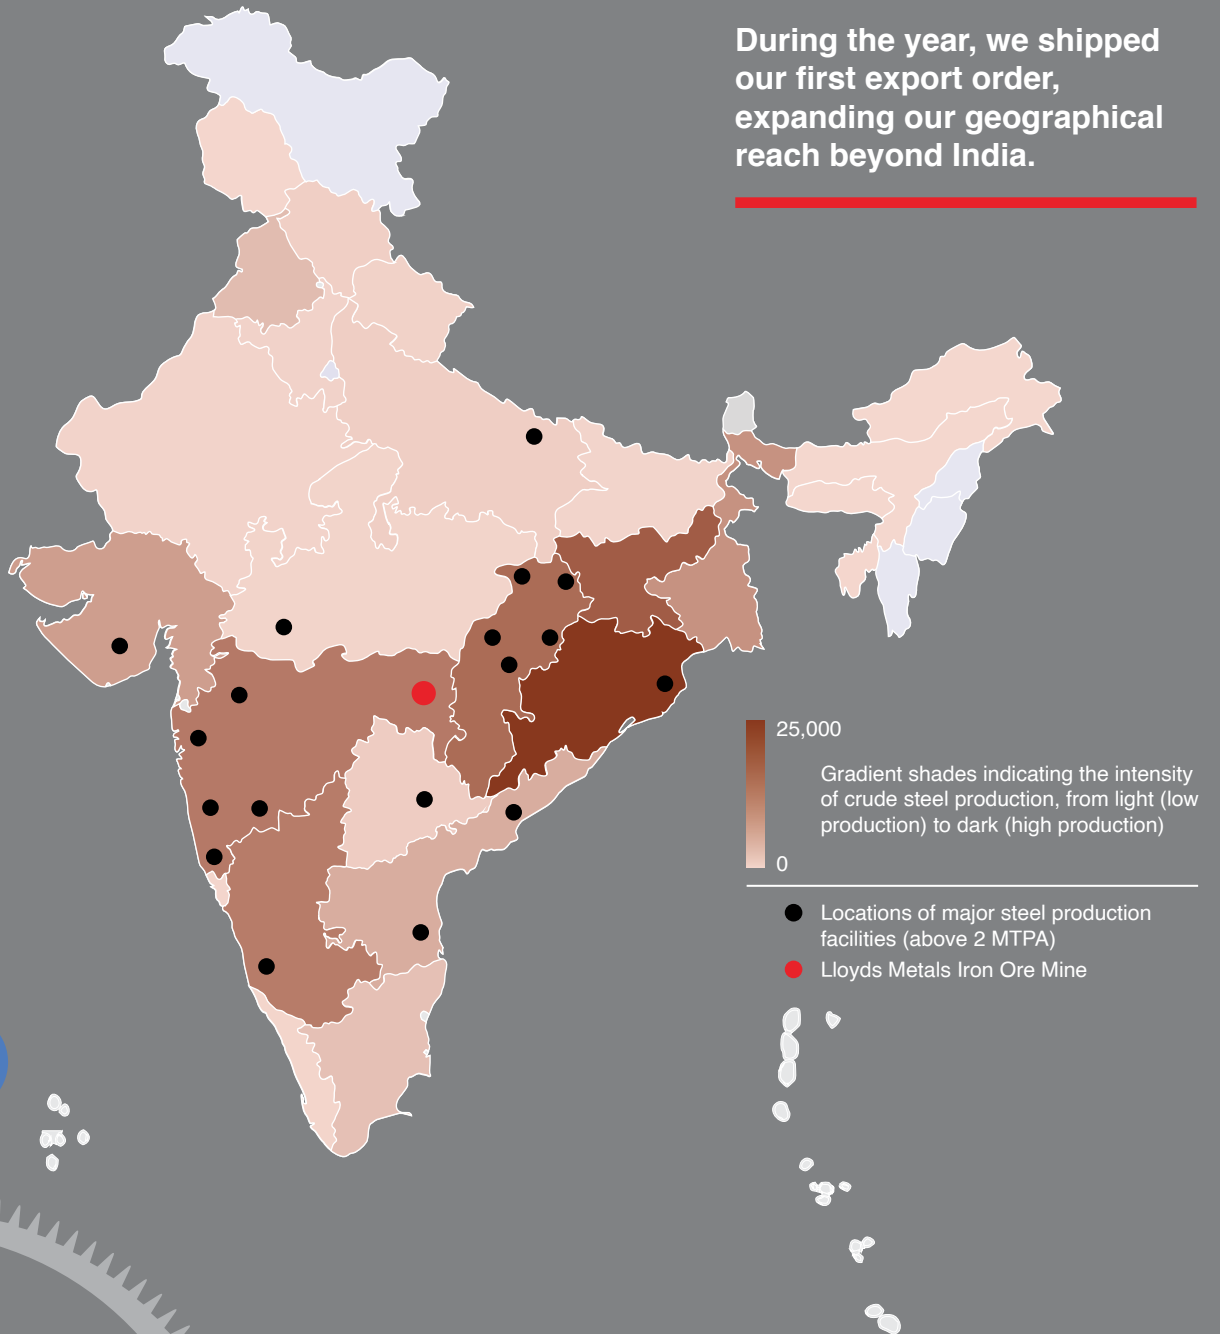 During the year, we shipped
our first export order,
expanding our geographical
reach beyond India.
25,000
Gradient shades indicating the intensity
of crude steel production, from light (low
production) to dark (high production)
0
Locations of major steel production
facilities (above 2 MTPA)
Lloyds Metals Iron Ore Mine